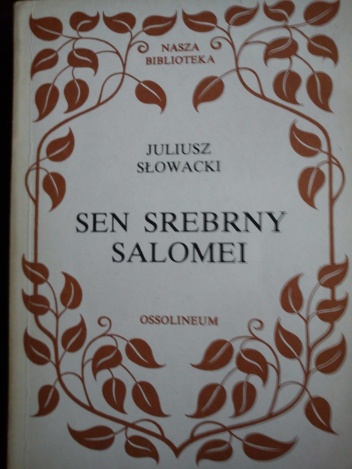 NASZA
BIBLIOTEKA
JULIUSZ
SŁOWACKI
SEN SREBRNY
SALOMEI
OSSOLINEUM